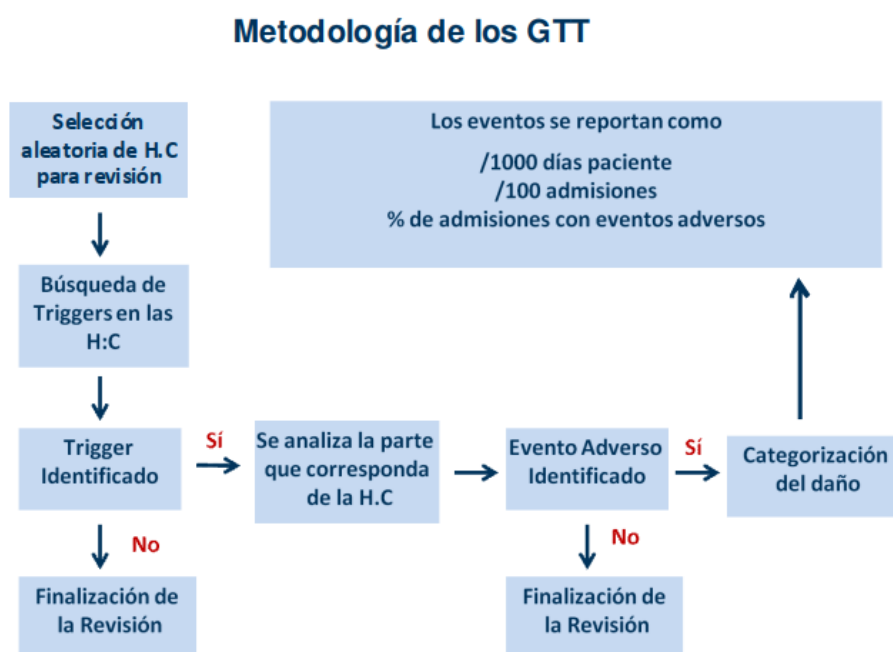 Metodología de los GTT
Selección
aleatoria de H.C
para revisión
Los eventos se reportan como
/1000 días paciente
/100 admisiones
% de admisiones con eventos adversos
Búsqueda de
Triggers en las
H:C
Trigger
Identificado
Sí
Se analiza la parte
que corresponda
de la H.C
Evento Adverso
Identificado
Sí
Categorización
del daño
No
No
Finalización de
la Revisión
Finalización de
la Revisión